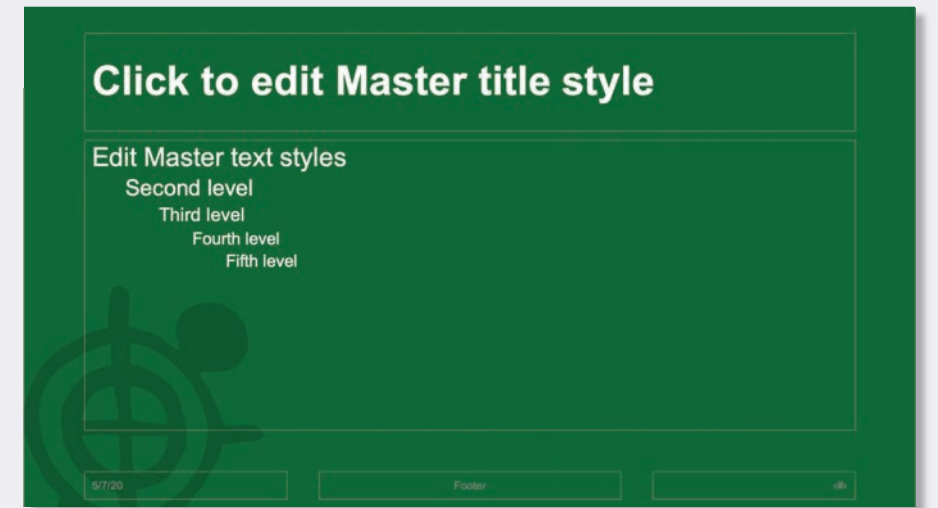 Click to edit Master title style
Edit Master text styles
Second level
Third level
Fourth level
Fifth level
5/7/20
Footer